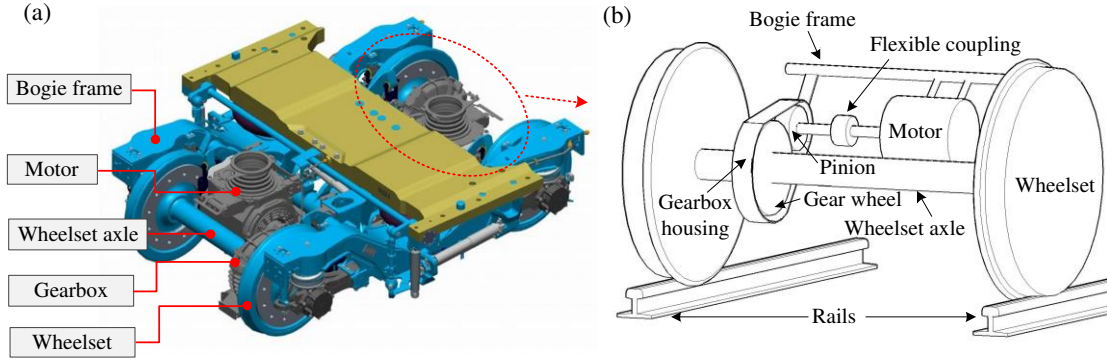 (a)
Bogie frame
Motor
Wheelset axle
Gearbox
Wheelset
(b)
Bogie frame
Flexible coupling
Motor
Pinion
Gearbox
housing
Gear wheel
Wheelset axle
Wheelset
Rails